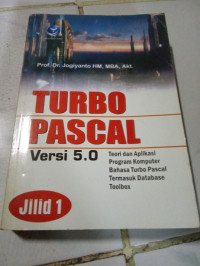 Prof. Dr. Jogiyanto HM, MBA, Akt.
TURBO
PASCAL
Versi 5.0
Teori dan Aplikasi
Program Komputer
Bahasa Turbo Pascal
Termasuk Database
Toolbox
Jilid 1